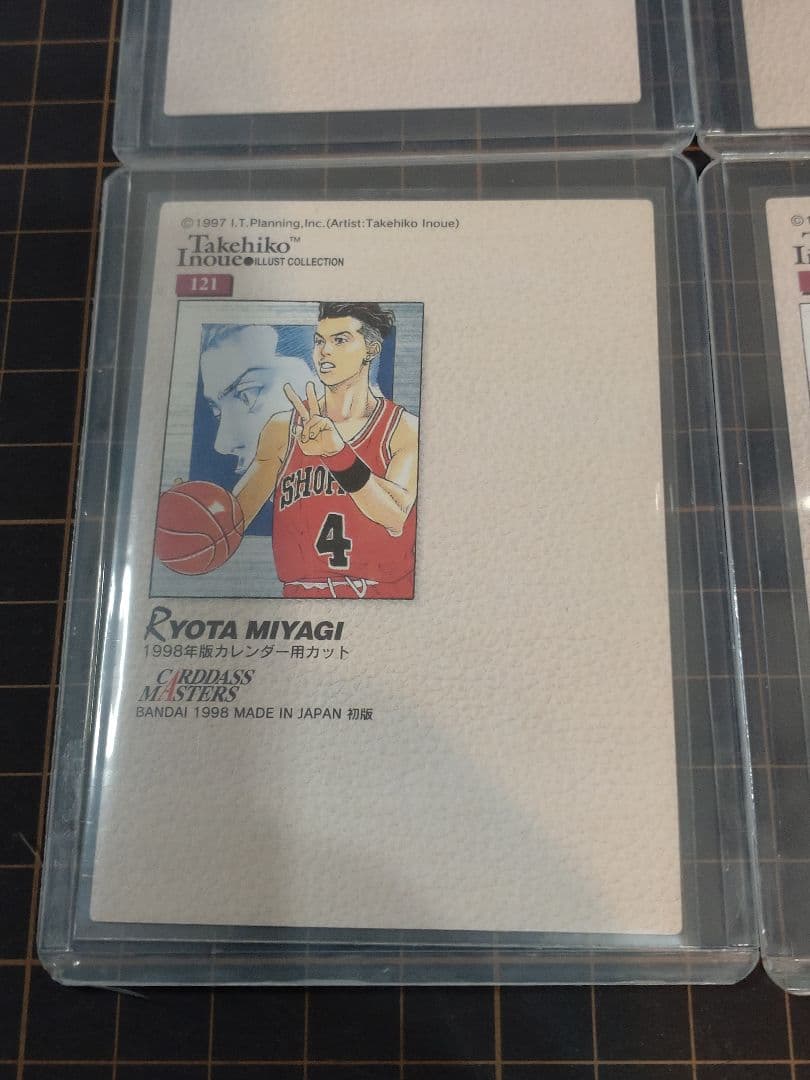 ©1997 I.T.Planning,Inc.(Artist:Takehiko Inoue)
Takehiko™
Inoue●ILLUST COLLECTION
121
SHOH
4
RYOTA MIYAGI
1998年版カレンダー用カット
CARDDASS
MASTERS
BANDAI 1998 MADE IN JAPAN 初版